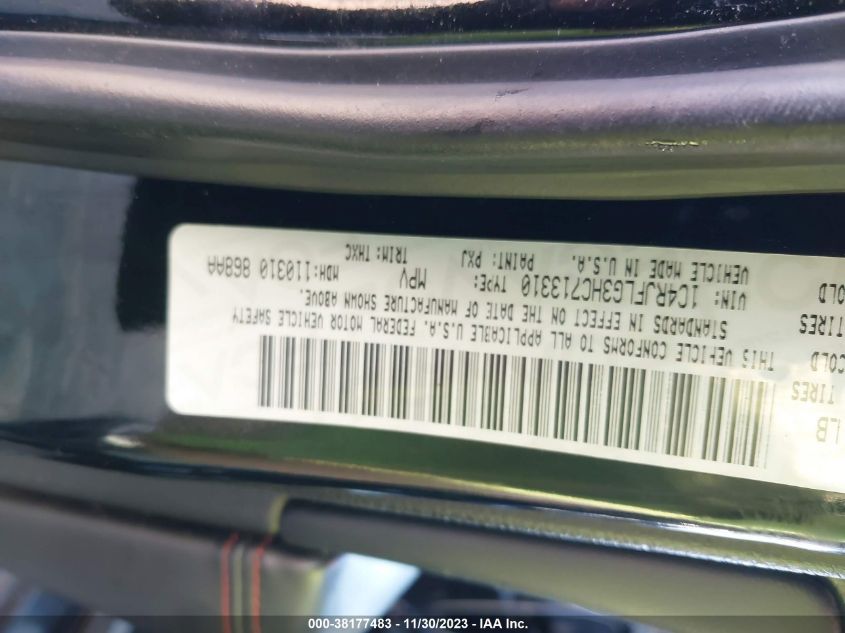 LB
TIRES
COLD
TIRES
COLD
THIS VEHICLE CONFORMS TO ALL APPLICABLE U.S.A. FEDERAL MOTOR VEHICLE SAFETY
STANDARDS IN EFFECT ON THE DATE OF MANUFACTURE SHOWN ABOVE.
VIN: 1C4RJFLG3HC713310 TYPE: MPV MDH:110310 868AA
VEHICLE MADE IN U.S.A. PAINT: PXJ TRIM:THXC
000-38177483 - 11/30/2023 - IAA Inc.